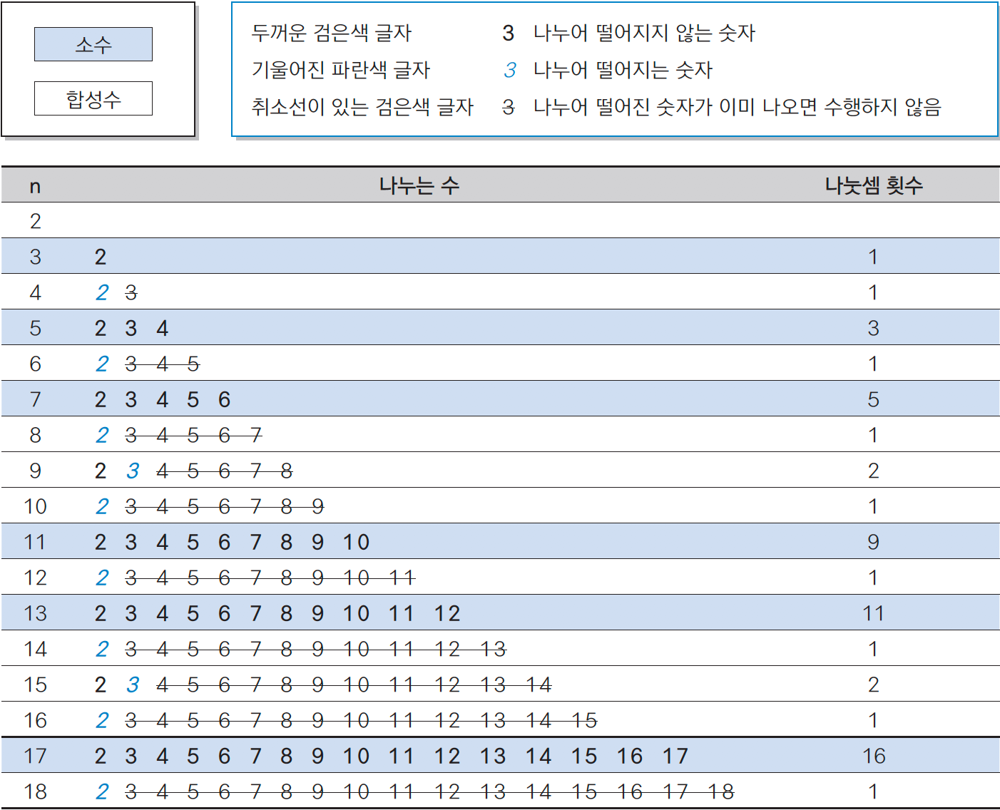 소수
합성수
두꺼운 검은색 글자 3 나누어 떨어지지 않는 숫자
기울어진 파란색 글자 3 나누어 떨어지는 숫자
취소선이 있는 검은색 글자 3 나누어 떨어진 숫자가 이미 나오면 수행하지 않음
n 나누는 수 나눗셈 횟수
2
3 2 1
4 2 3 1
5 2 3 4 3
6 2 3 4 5 1
7 2 3 4 5 6 5
8 2 3 4 5 6 7 1
9 2 3 4 5 6 7 8 2
10 2 3 4 5 6 7 8 9 1
11 2 3 4 5 6 7 8 9 10 9
12 2 3 4 5 6 7 8 9 10 11 1
13 2 3 4 5 6 7 8 9 10 11 12 11
14 2 3 4 5 6 7 8 9 10 11 12 13 1
15 2 3 4 5 6 7 8 9 10 11 12 13 14 2
16 2 3 4 5 6 7 8 9 10 11 12 13 14 15 1
17 2 3 4 5 6 7 8 9 10 11 12 13 14 15 16 17 16
18 2 3 4 5 6 7 8 9 10 11 12 13 14 15 16 17 18 1